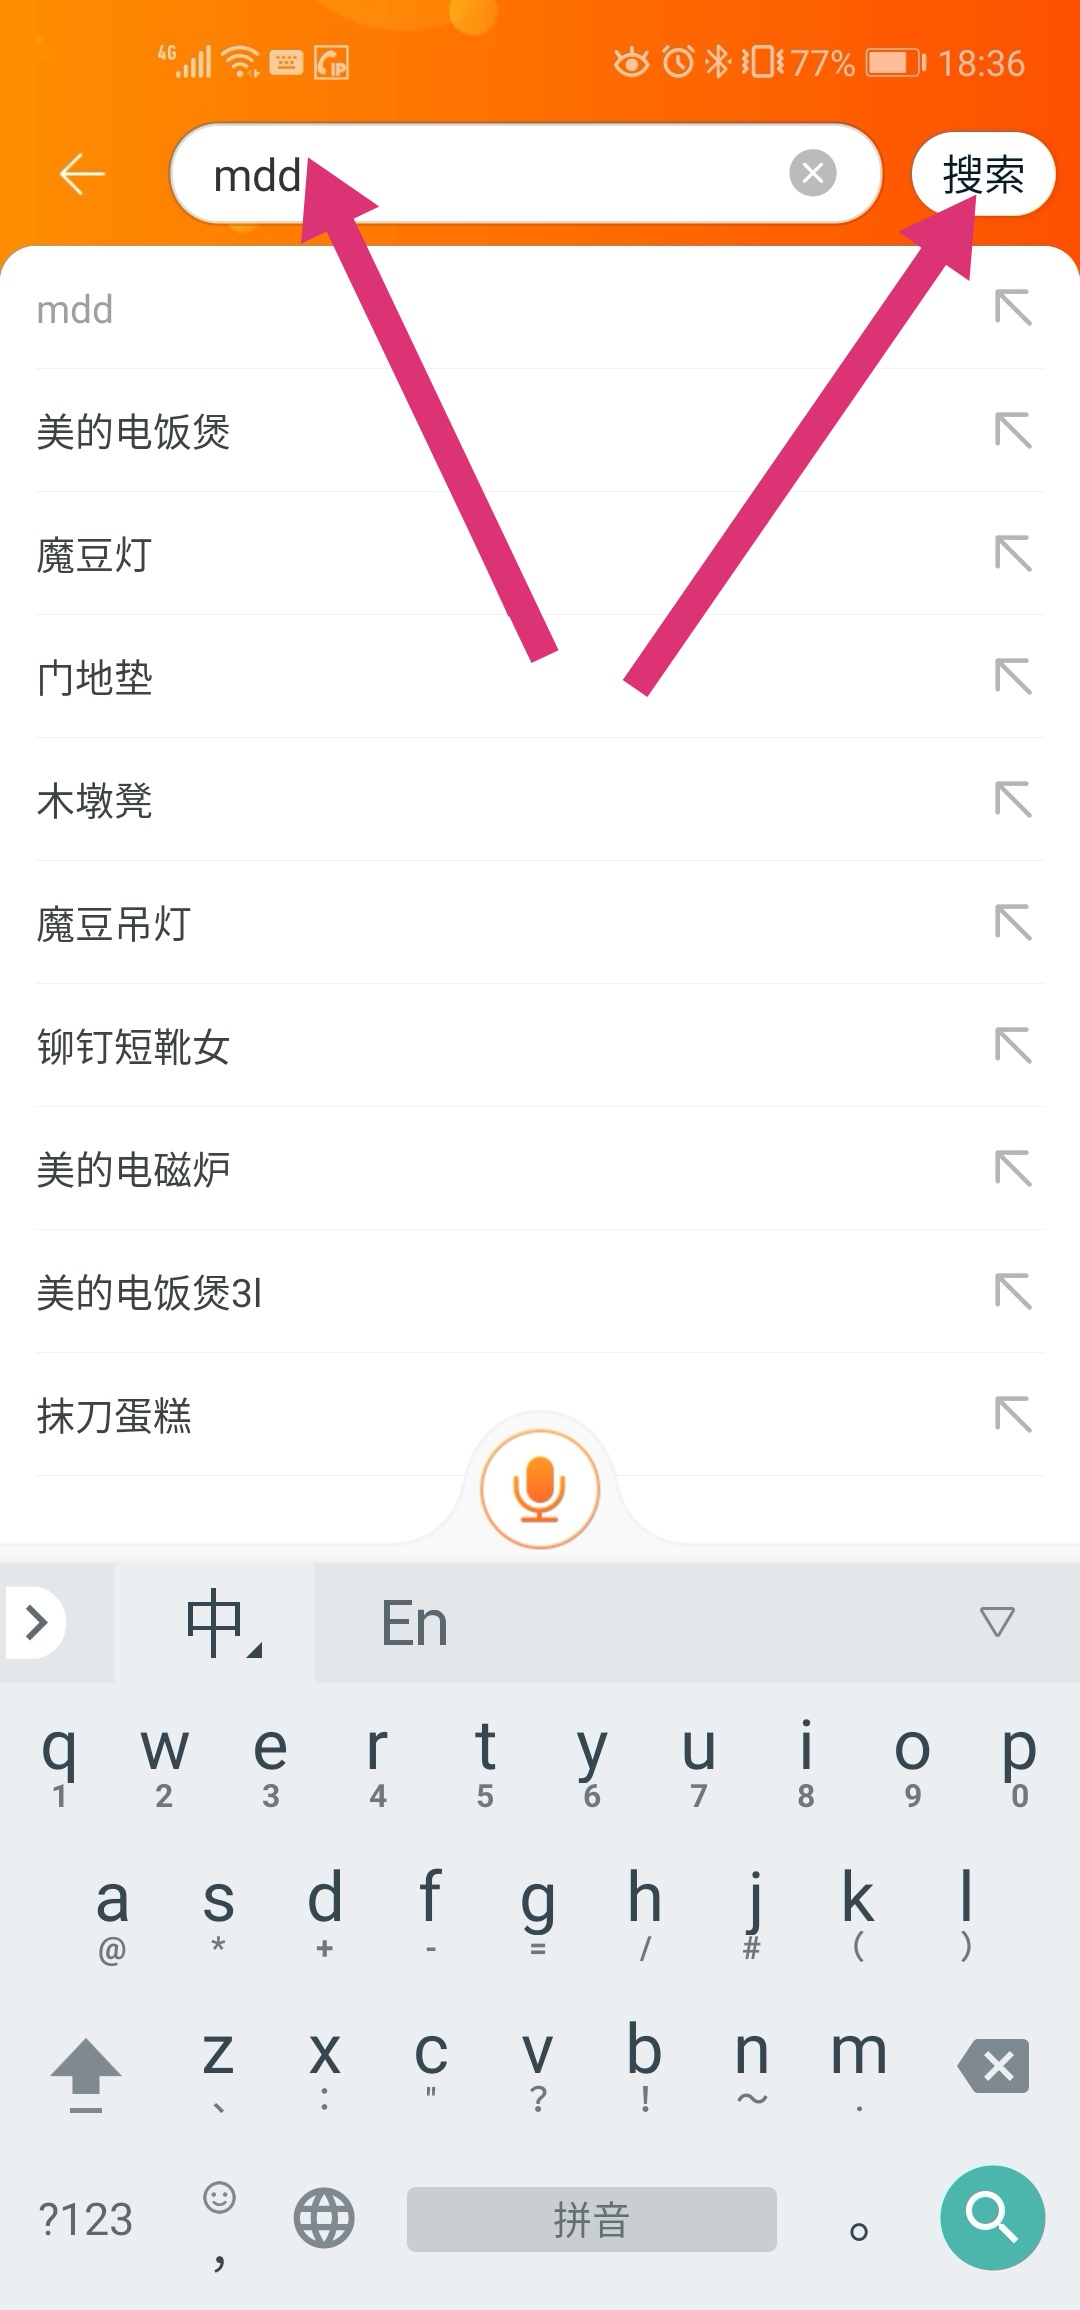 4G 77% 18:36
mdd 搜索
mdd
美的电饭煲
魔豆灯
门地垫
木墩凳
魔豆吊灯
铆钉短靴女
美的电磁炉
美的电饭煲3l
抹刀蛋糕
中 En
q w e r t y u i o p
1 2 3 4 5 6 7 8 9 0
a s d f g h j k l
@ * + - = / # ( )
z x c v b n m
、 : " ? ! ～ .
?123 , 拼音 。